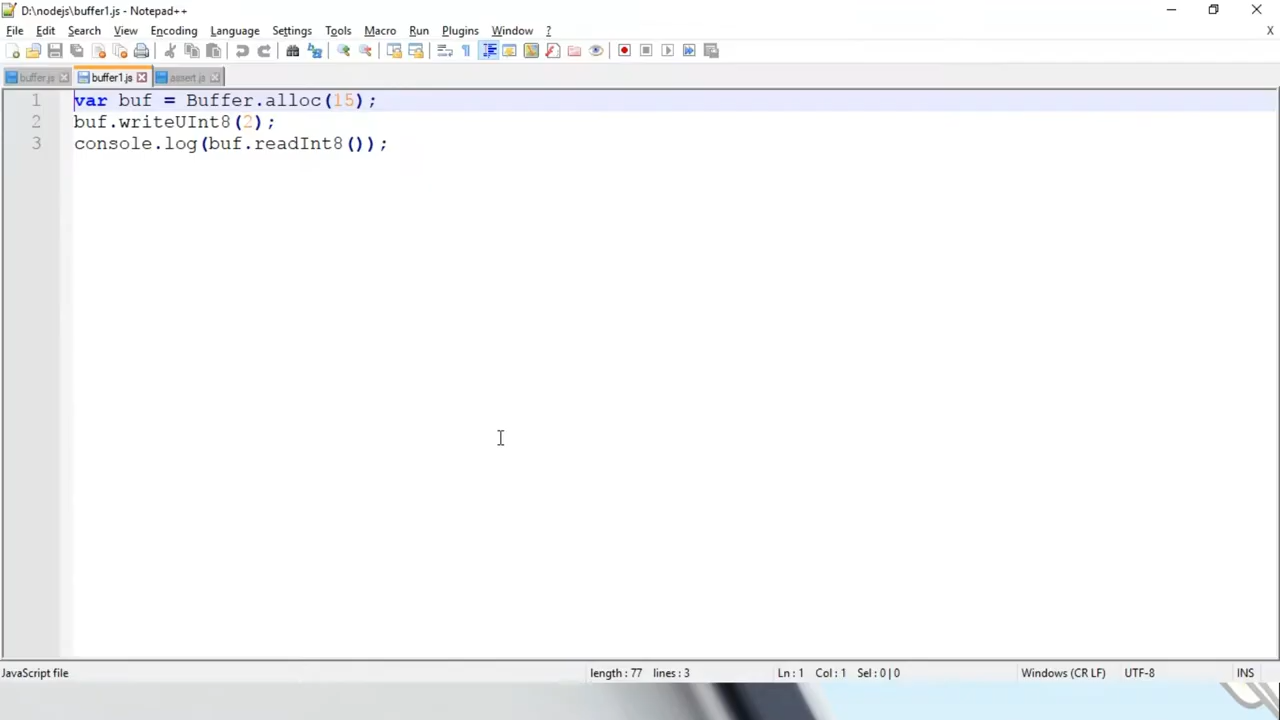 D:\nodejs\buffer1.js - Notepad++
File Edit Search View Encoding Language Settings Tools Macro Run Plugins Window ? X
buffer.js buffer1.js assert.js
1 var buf = Buffer.alloc(15);
2 buf.writeUInt8(2);
3 console.log(buf.readInt8());
JavaScript file length : 77 lines : 3 Ln : 1 Col : 1 Sel : 0 | 0 Windows (CR LF) UTF-8 INS